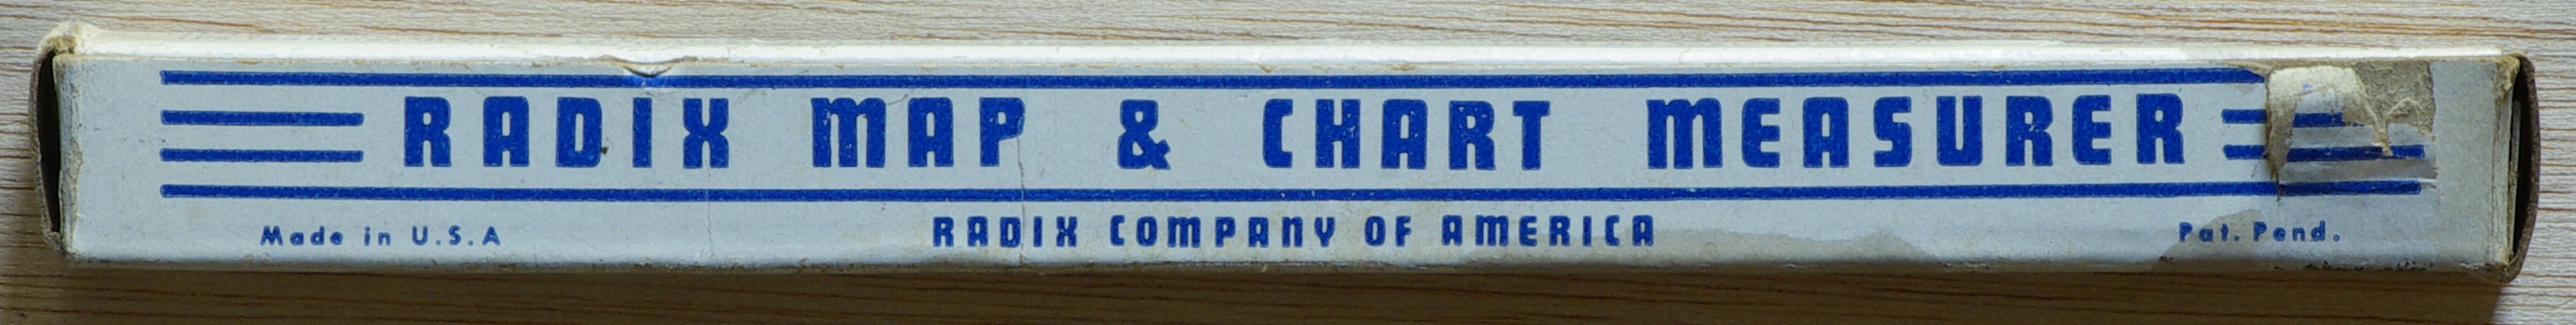 RADIX MAP & CHART MEASURER
Made in U.S.A RADIX COMPANY OF AMERICA Pat. Pend.